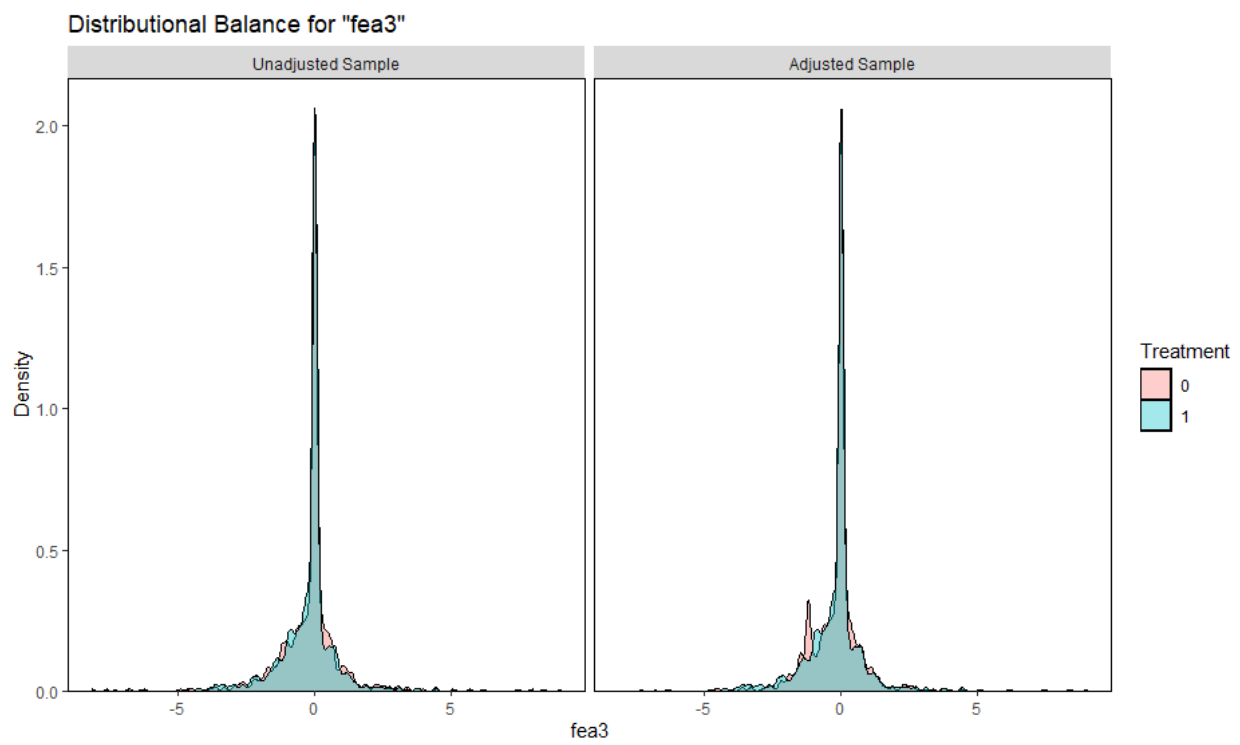 Distributional Balance for "fea3"
Unadjusted Sample
Adjusted Sample
2.0
1.5
1.0
0.5
0.0
Density
-5
0
5
-5
0
5
fea3
Treatment
0
1